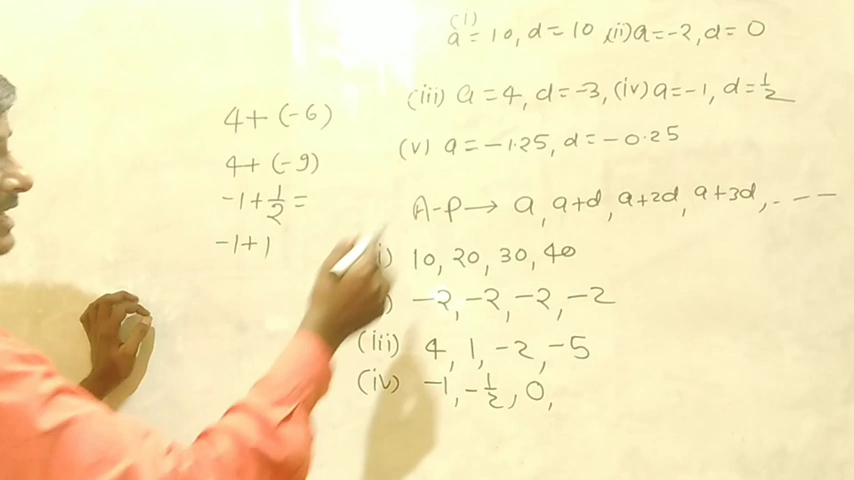 (i)
a = 10, d = 10 (ii) a = -2, d = 0
(iii) a = 4, d = -3, (iv) a = -1, d = 1/2
(v) a = -1.25, d = -0.25
A-P → a, a+d, a+2d, a+3d, . - - -
i) 10, 20, 30, 40
) -2, -2, -2, -2
(iii) 4, 1, -2, -5
(iv) -1, -1/2, 0,
4 + (-6)
4 + (-9)
-1 + 1/2 =
-1 + 1